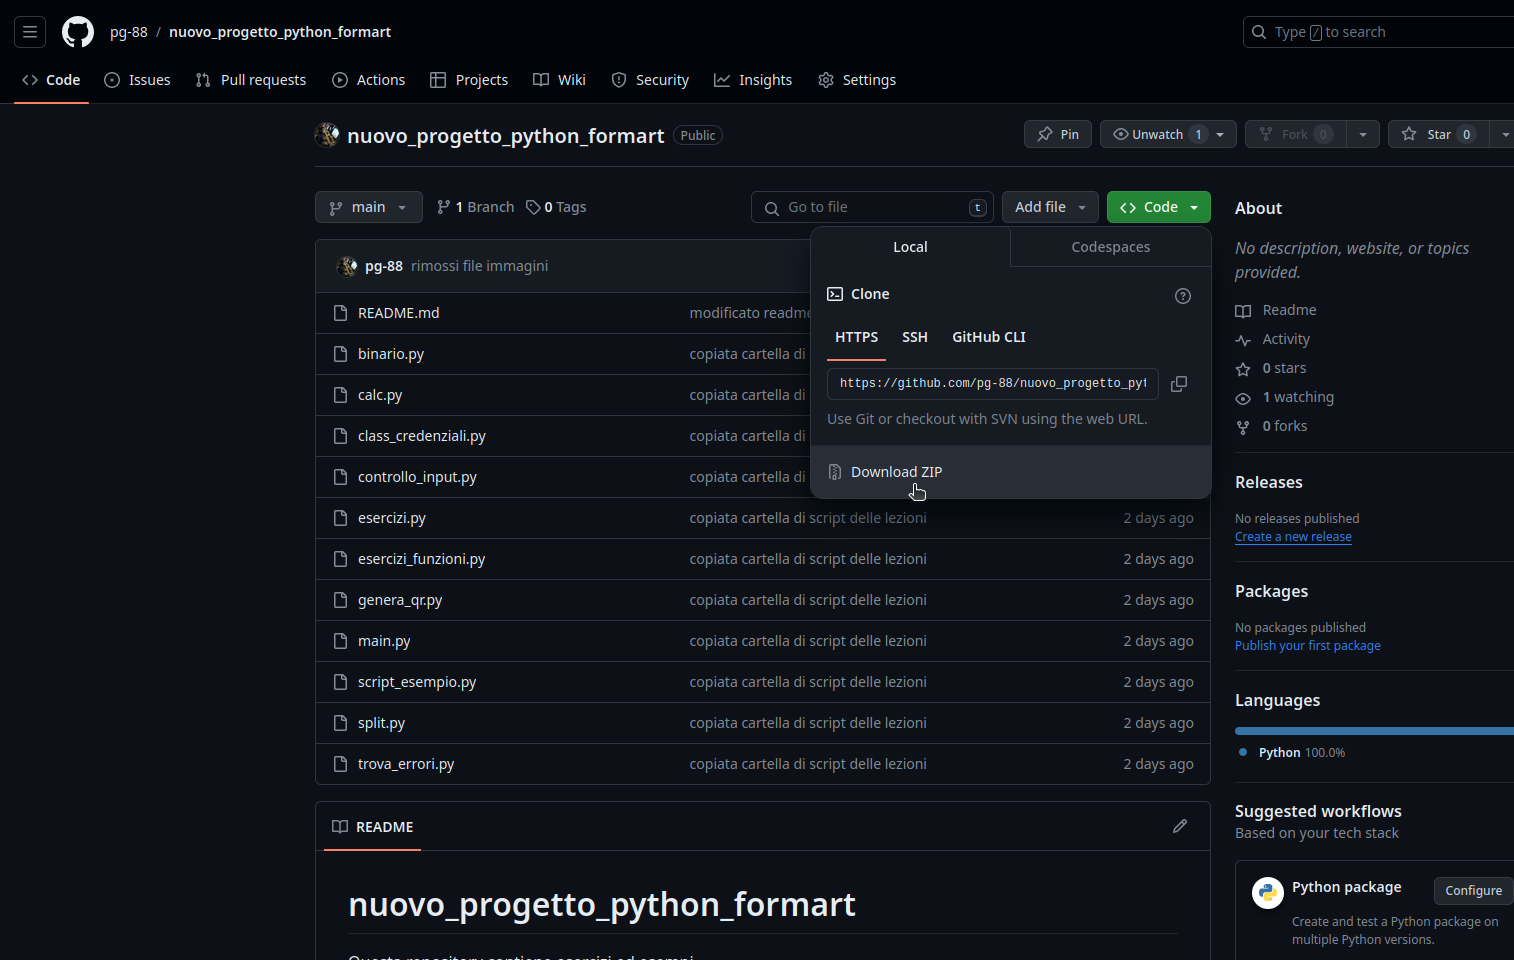 pg-88 / nuovo_progetto_python_formart
Type / to search
Code Issues Pull requests Actions Projects Wiki Security Insights Settings
nuovo_progetto_python_formart Public
Pin Unwatch 1 Fork 0 Star 0
main 1 Branch 0 Tags
Go to file t Add file Code
Local Codespaces
Clone
HTTPS SSH GitHub CLI
https://github.com/pg-88/nuovo_progetto_pyt
Use Git or checkout with SVN using the web URL.
Download ZIP
pg-88 rimossi file immagini
README.md modificato readme
binario.py copiata cartella di
calc.py copiata cartella di
class_credenziali.py copiata cartella di
controllo_input.py copiata cartella di
esercizi.py copiata cartella di script delle lezioni 2 days ago
esercizi_funzioni.py copiata cartella di script delle lezioni 2 days ago
genera_qr.py copiata cartella di script delle lezioni 2 days ago
main.py copiata cartella di script delle lezioni 2 days ago
script_esempio.py copiata cartella di script delle lezioni 2 days ago
split.py copiata cartella di script delle lezioni 2 days ago
trova_errori.py copiata cartella di script delle lezioni 2 days ago
README
nuovo_progetto_python_formart
Questa repository contiene esercizi ed esempi
About
No description, website, or topics
provided.
Readme
Activity
0 stars
1 watching
0 forks
Releases
No releases published
Create a new release
Packages
No packages published
Publish your first package
Languages
Python 100.0%
Suggested workflows
Based on your tech stack
Python package Configure
Create and test a Python package on
multiple Python versions.